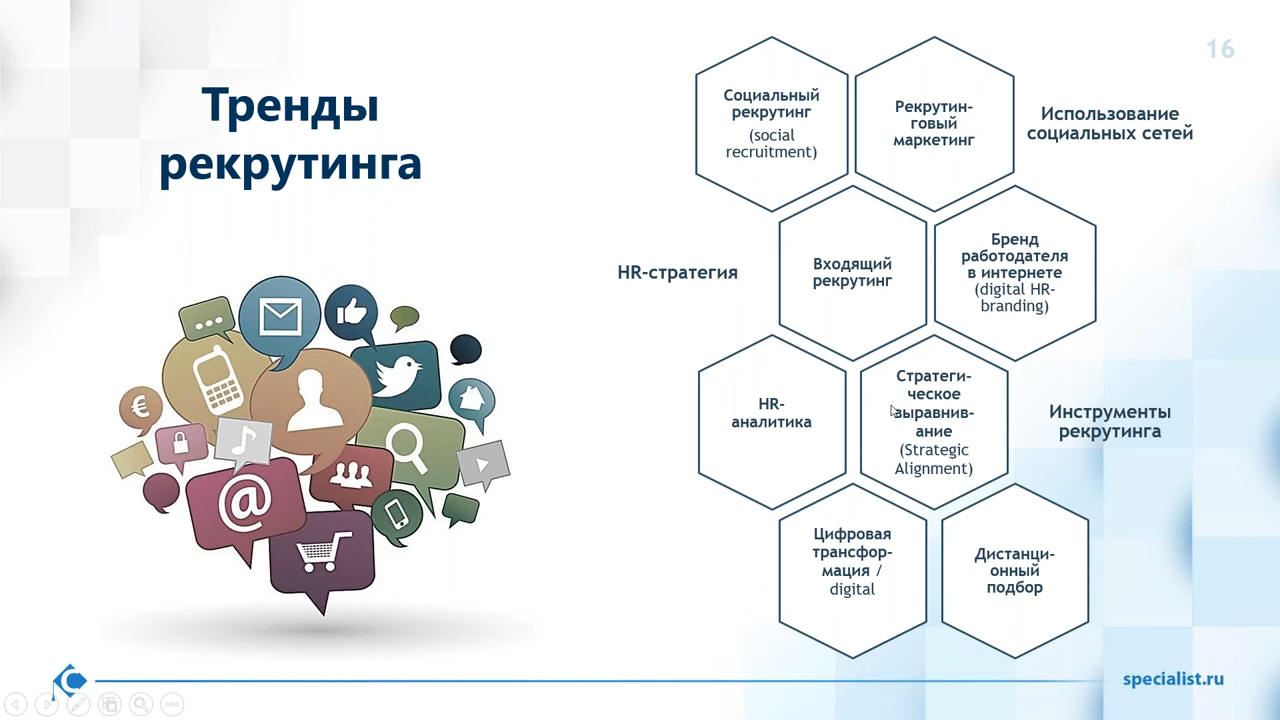 16
Тренды
рекрутинга
Социальный
рекрутинг
(social
recruitment)
Рекрутин-
говый
маркетинг
Использование
социальных сетей
HR-стратегия
Входящий
рекрутинг
Бренд
работодателя
в интернете
(digital HR-
branding)
HR-
аналитика
Стратеги-
ческое
выравнив-
ание
(Strategic
Alignment)
Инструменты
рекрутинга
Цифровая
трансфор-
мация /
digital
Дистанци-
онный
подбор
specialist.ru